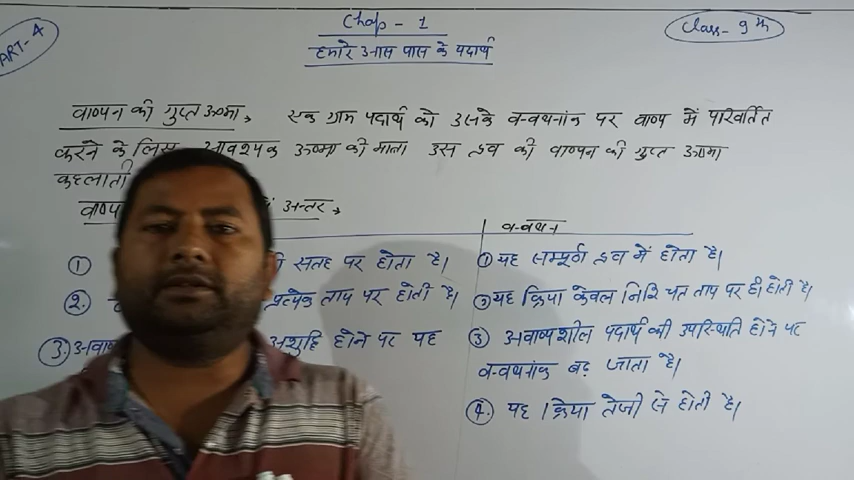 PART-4
Chap - 1
Class - 9th
हमारे आस पास के पदार्थ
वाष्पन की गुप्त ऊष्मा → एक ग्राम पदार्थ को उसके क्वथनांक पर वाष्प में परिवर्तित
करने के लिए आवश्यक ऊष्मा की मात्रा उस द्रव की वाष्पन की गुप्त ऊष्मा
कहलाती
अन्तर →
क्वथन
① सतह पर होता है।
① यह सम्पूर्ण द्रव में होता है।
②. प्रत्येक ताप पर होती है।
② यह क्रिया केवल निश्चित ताप पर ही होती है।
③. अशुद्धि होने पर यह
③ अवाष्पशील पदार्थ की उपस्थिति होने पर
क्वथनांक बढ़ जाता है।
④. यह क्रिया तेजी से होती है।